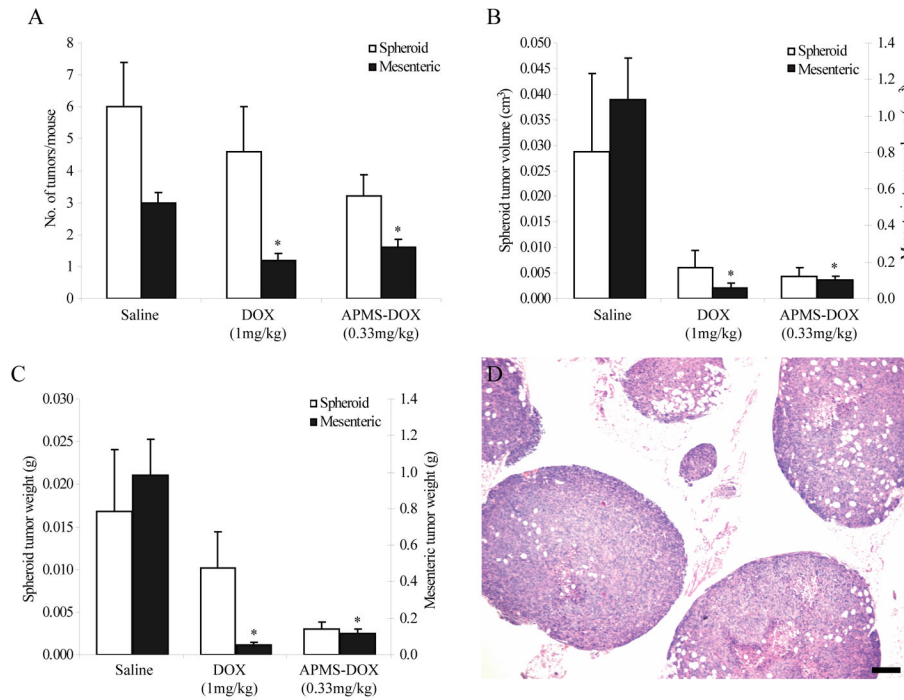 A
No. of tumors/mouse
8
7
6
5
4
3
2
1
0
Spheroid
Mesenteric
*
*
Saline
DOX
(1mg/kg)
APMS-DOX
(0.33mg/kg)
B
Spheroid tumor volume (cm³)
0.050
0.045
0.040
0.035
0.030
0.025
0.020
0.015
0.010
0.005
0.000
Spheroid
Mesenteric
*
*
1.4
1.2
1.0
0.8
0.6
0.4
0.2
0.0
Saline
DOX
(1mg/kg)
APMS-DOX
(0.33mg/kg)
C
Spheroid tumor weight (g)
0.030
0.025
0.020
0.015
0.010
0.005
0.000
Spheroid
Mesenteric
*
*
1.4
1.2
1.0
0.8
0.6
0.4
0.2
0.0
Mesenteric tumor weight (g)
Saline
DOX
(1mg/kg)
APMS-DOX
(0.33mg/kg)
D